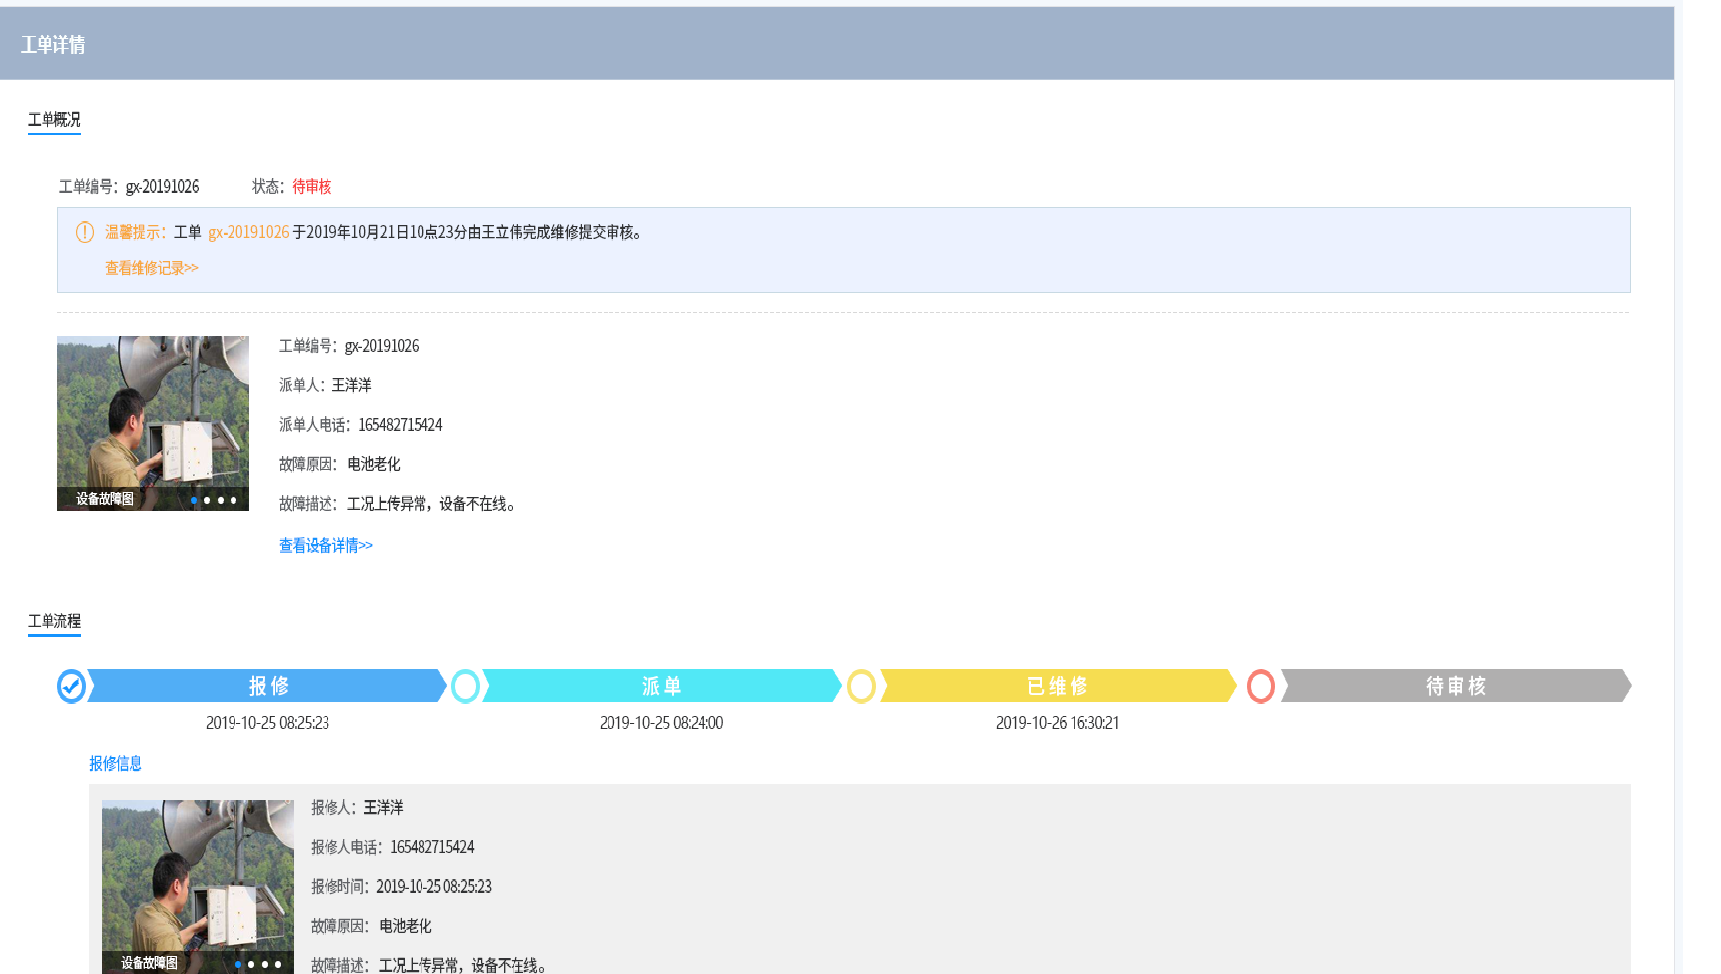 工单详情
工单概况
工单编号：gx-20191026 状态：待审核
温馨提示：工单 gx-20191026 于2019年10月21日10点23分由王立伟完成维修提交审核。
查看维修记录>>
工单编号：gx-20191026
派单人：王洋洋
派单人电话：165482715424
故障原因：电池老化
故障描述：工况上传异常，设备不在线。
设备故障图
查看设备详情>>
工单流程
报修 派单 已维修 待审核
2019-10-25 08:25:23 2019-10-25 08:24:00 2019-10-26 16:30:21
报修信息
报修人：王洋洋
报修人电话：165482715424
报修时间：2019-10-25 08:25:23
故障原因：电池老化
故障描述：工况上传异常，设备不在线。
设备故障图